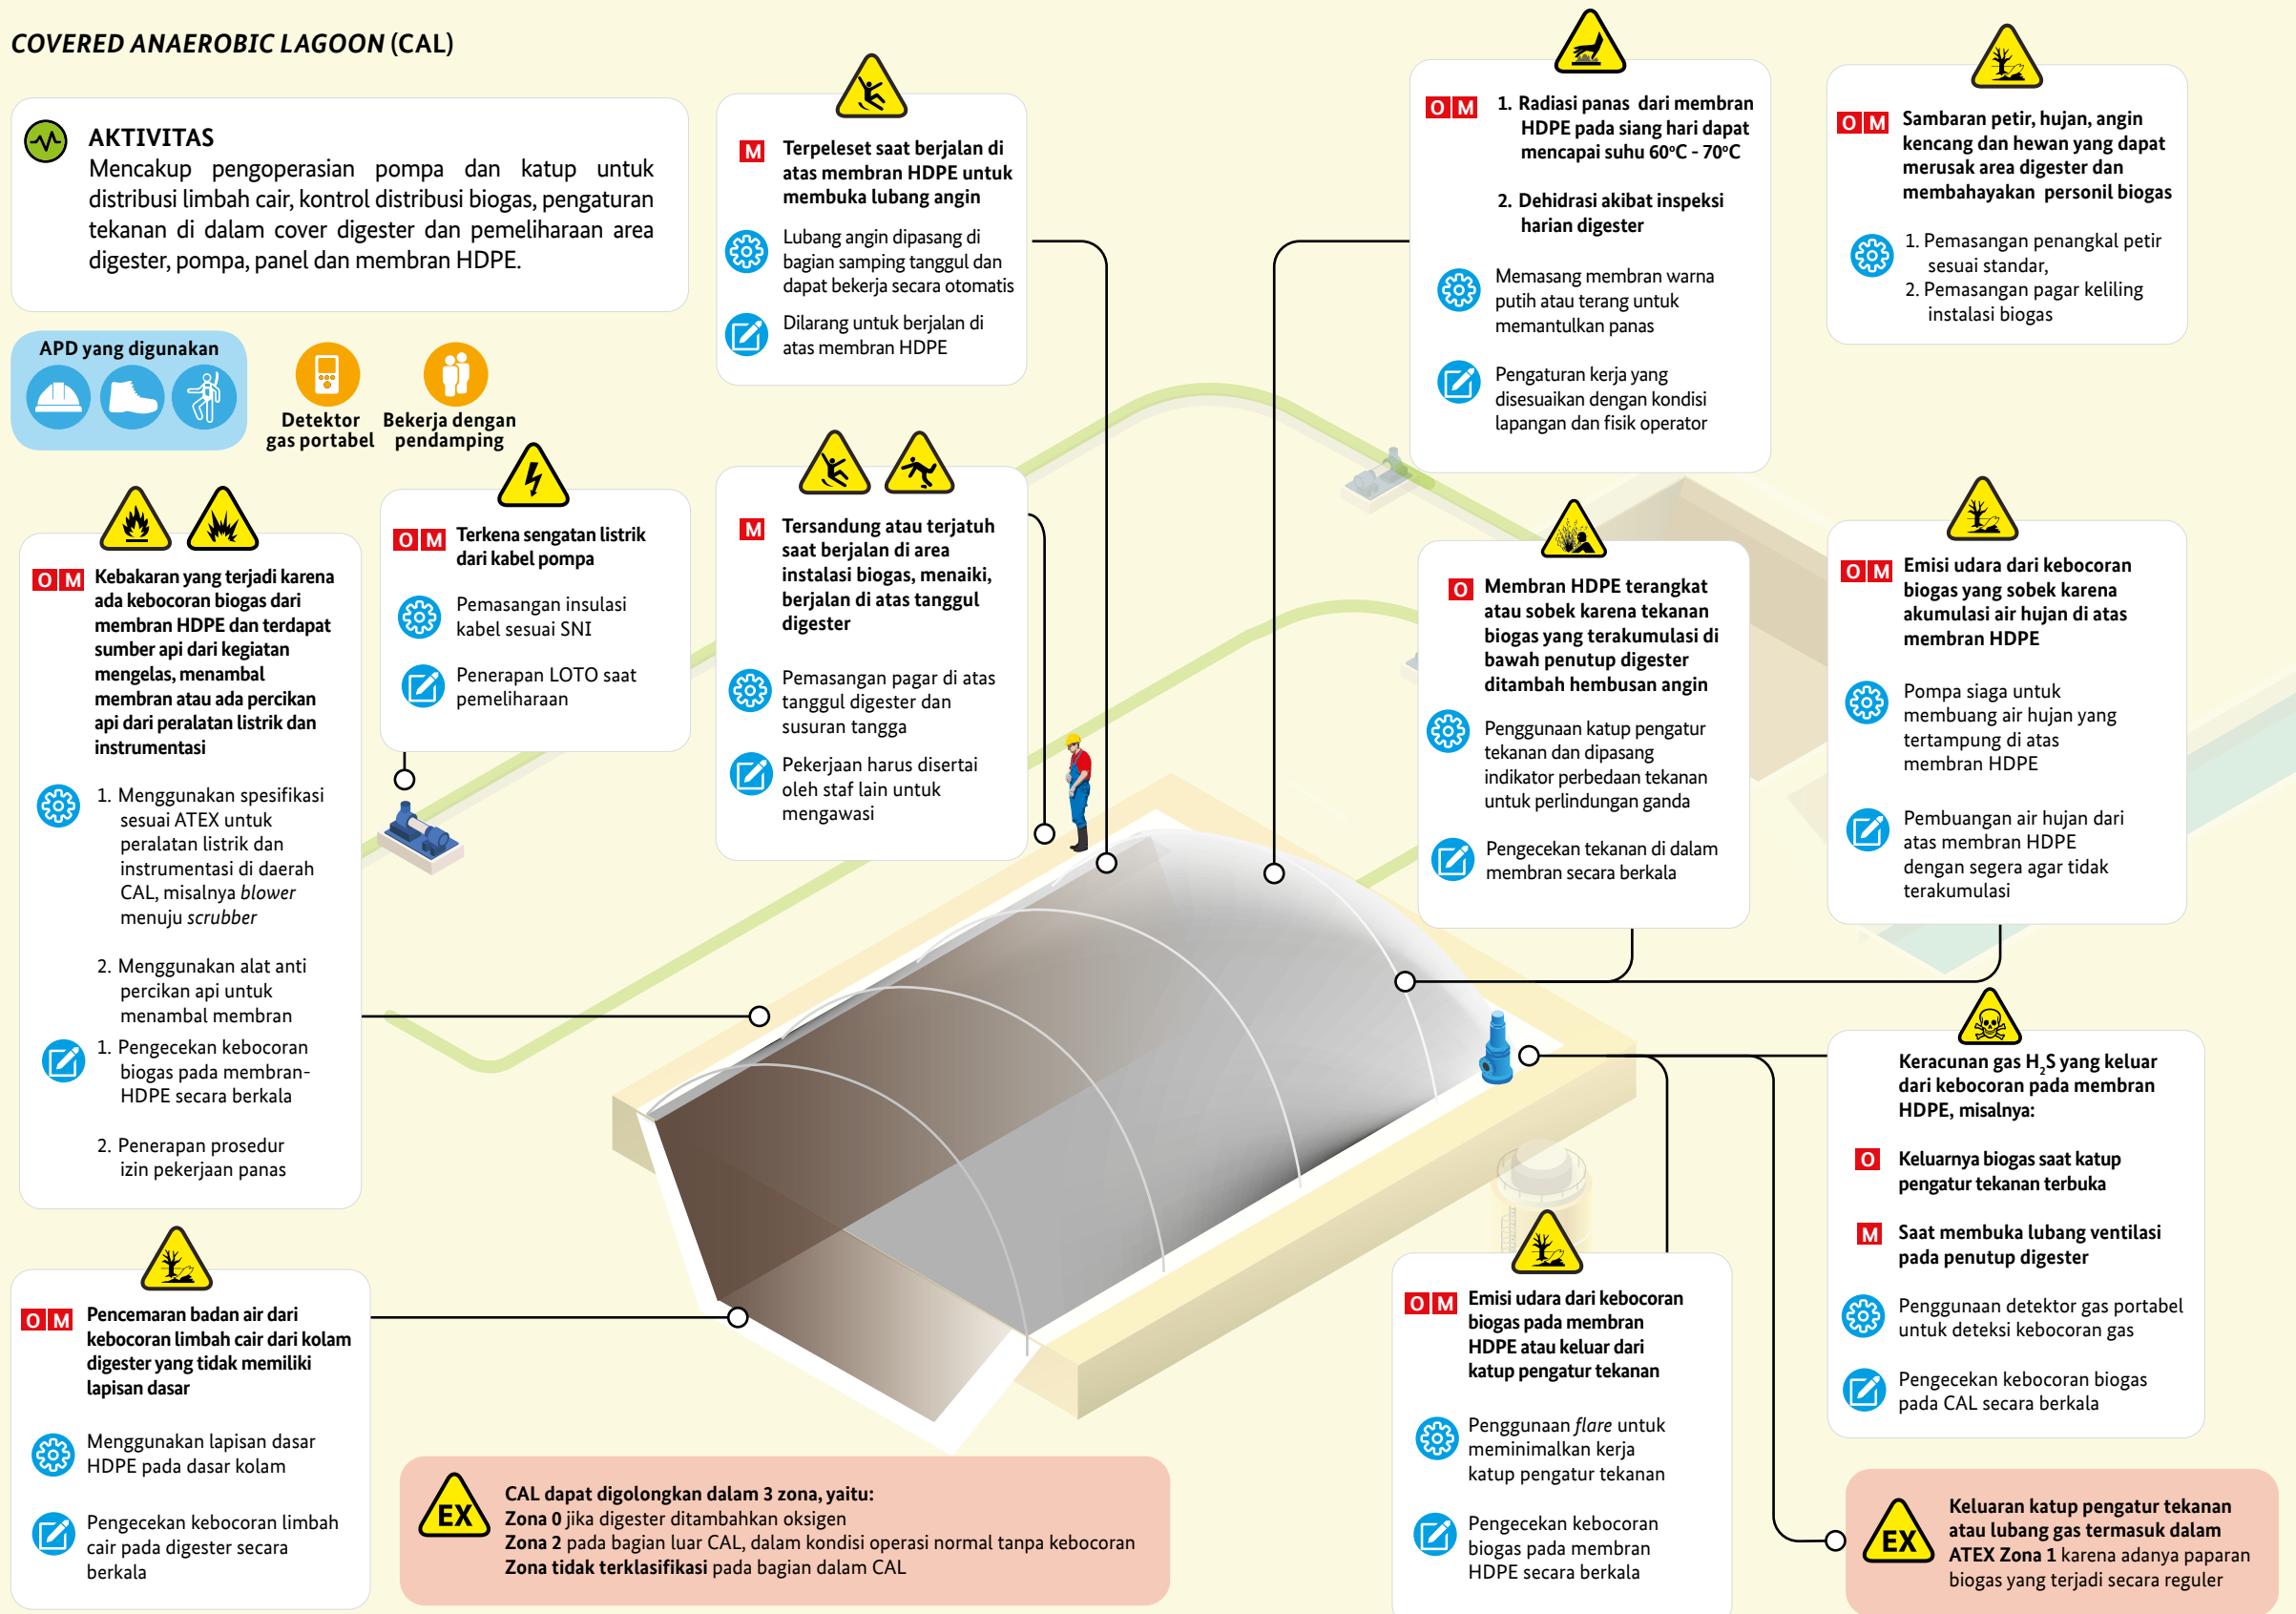 COVERED ANAEROBIC LAGOON (CAL)
AKTIVITAS
Mencakup pengoperasian pompa dan katup untuk
distribusi limbah cair, kontrol distribusi biogas, pengaturan
tekanan di dalam cover digester dan pemeliharaan area
digester, pompa, panel dan membran HDPE.
APD yang digunakan
Detektor
gas portabel
Bekerja dengan
pendamping
M
Terpeleset saat berjalan di
atas membran HDPE untuk
membuka lubang angin
Lubang angin dipasang di
bagian samping tanggul dan
dapat bekerja secara otomatis
Dilarang untuk berjalan di
atas membran HDPE
O M
1. Radiasi panas dari membran
HDPE pada siang hari dapat
mencapai suhu 60ºC - 70ºC
2. Dehidrasi akibat inspeksi
harian digester
Memasang membran warna
putih atau terang untuk
memantulkan panas
Pengaturan kerja yang
disesuaikan dengan kondisi
lapangan dan fisik operator
O M
Sambaran petir, hujan, angin
kencang dan hewan yang dapat
merusak area digester dan
membahayakan personil biogas
1. Pemasangan penangkal petir
sesuai standar,
2. Pemasangan pagar keliling
instalasi biogas
O M
Kebakaran yang terjadi karena
ada kebocoran biogas dari
membran HDPE dan terdapat
sumber api dari kegiatan
mengelas, menambal
membran atau ada percikan
api dari peralatan listrik dan
instrumentasi
1. Menggunakan spesifikasi
sesuai ATEX untuk
peralatan listrik dan
instrumentasi di daerah
CAL, misalnya blower
menuju scrubber
2. Menggunakan alat anti
percikan api untuk
menambal membran
1. Pengecekan kebocoran
biogas pada membran-
HDPE secara berkala
2. Penerapan prosedur
izin pekerjaan panas
O M
Terkena sengatan listrik
dari kabel pompa
Pemasangan insulasi
kabel sesuai SNI
Penerapan LOTO saat
pemeliharaan
M
Tersandung atau terjatuh
saat berjalan di area
instalasi biogas, menaiki,
berjalan di atas tanggul
digester
Pemasangan pagar di atas
tanggul digester dan
susuran tangga
Pekerjaan harus disertai
oleh staf lain untuk
mengawasi
O
Membran HDPE terangkat
atau sobek karena tekanan
biogas yang terakumulasi di
bawah penutup digester
ditambah hembusan angin
Penggunaan katup pengatur
tekanan dan dipasang
indikator perbedaan tekanan
untuk perlindungan ganda
Pengecekan tekanan di dalam
membran secara berkala
O M
Emisi udara dari kebocoran
biogas yang sobek karena
akumulasi air hujan di atas
membran HDPE
Pompa siaga untuk
membuang air hujan yang
tertampung di atas
membran HDPE
Pembuangan air hujan dari
atas membran HDPE
dengan segera agar tidak
terakumulasi
Keracunan gas H₂S yang keluar
dari kebocoran pada membran
HDPE, misalnya:
O
Keluarnya biogas saat katup
pengatur tekanan terbuka
M
Saat membuka lubang ventilasi
pada penutup digester
Penggunaan detektor gas portabel
untuk deteksi kebocoran gas
Pengecekan kebocoran biogas
pada CAL secara berkala
O M
Pencemaran badan air dari
kebocoran limbah cair dari kolam
digester yang tidak memiliki
lapisan dasar
Menggunakan lapisan dasar
HDPE pada dasar kolam
Pengecekan kebocoran limbah
cair pada digester secara
berkala
EX
CAL dapat digolongkan dalam 3 zona, yaitu:
Zona 0 jika digester ditambahkan oksigen
Zona 2 pada bagian luar CAL, dalam kondisi operasi normal tanpa kebocoran
Zona tidak terklasifikasi pada bagian dalam CAL
O M
Emisi udara dari kebocoran
biogas pada membran
HDPE atau keluar dari
katup pengatur tekanan
Penggunaan flare untuk
meminimalkan kerja
katup pengatur tekanan
Pengecekan kebocoran
biogas pada membran
HDPE secara berkala
EX
Keluaran katup pengatur tekanan
atau lubang gas termasuk dalam
ATEX Zona 1 karena adanya paparan
biogas yang terjadi secara reguler